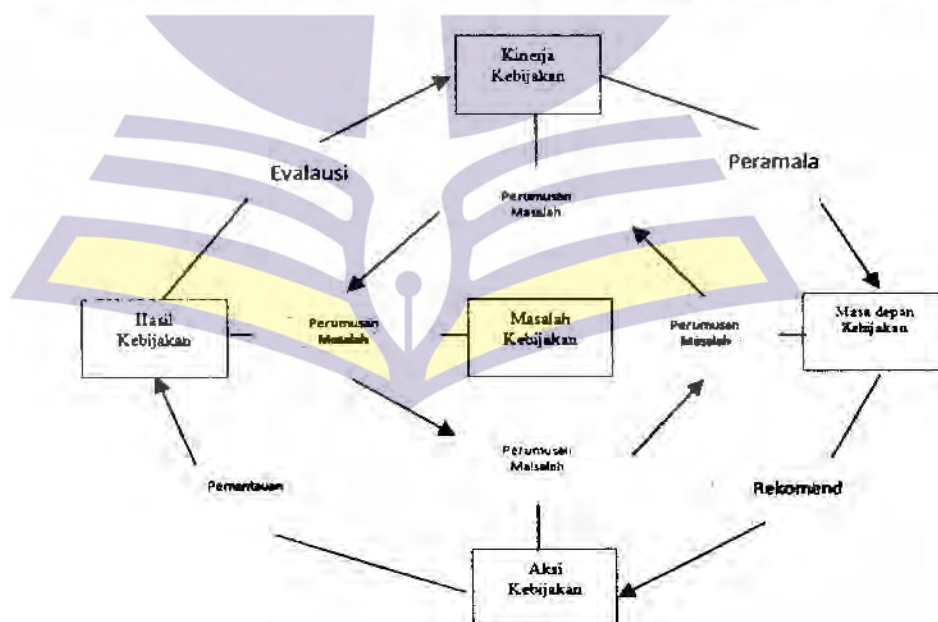 Kinerja
Kebijakan
Evalausi
Peramala
Perumusan
Masalah
Hasil
Kebijakan
Perumusan
Masalah
Masalah
Kebijakan
Perumusan
Masalah
Masa depan
Kebijakan
Perumusan
Malsalah
Pemantauan
Rekomend
Aksi
Kebijakan